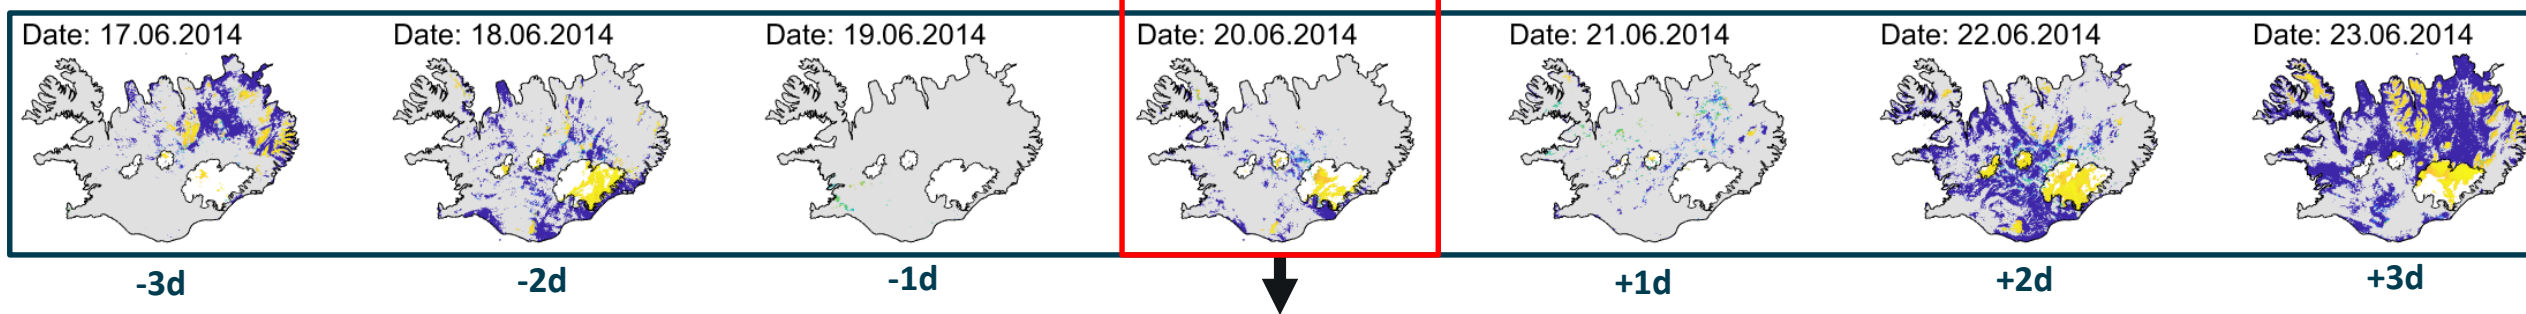 Date: 17.06.2014
Date: 18.06.2014
Date: 19.06.2014
Date: 20.06.2014
Date: 21.06.2014
Date: 22.06.2014
Date: 23.06.2014
-3d
-2d
-1d
+1d
+2d
+3d